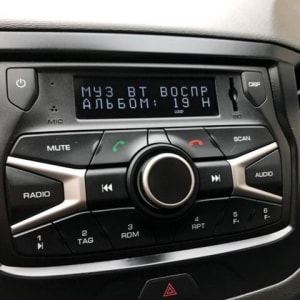 DISP
МУЗ ВТ ВОСПР
АЛЬБОМ: 19 Н
MIC
MUTE
SCAN
RADIO
AUDIO
1
2 TAG
3 RDM
4 RPT
5 F-
6 F-